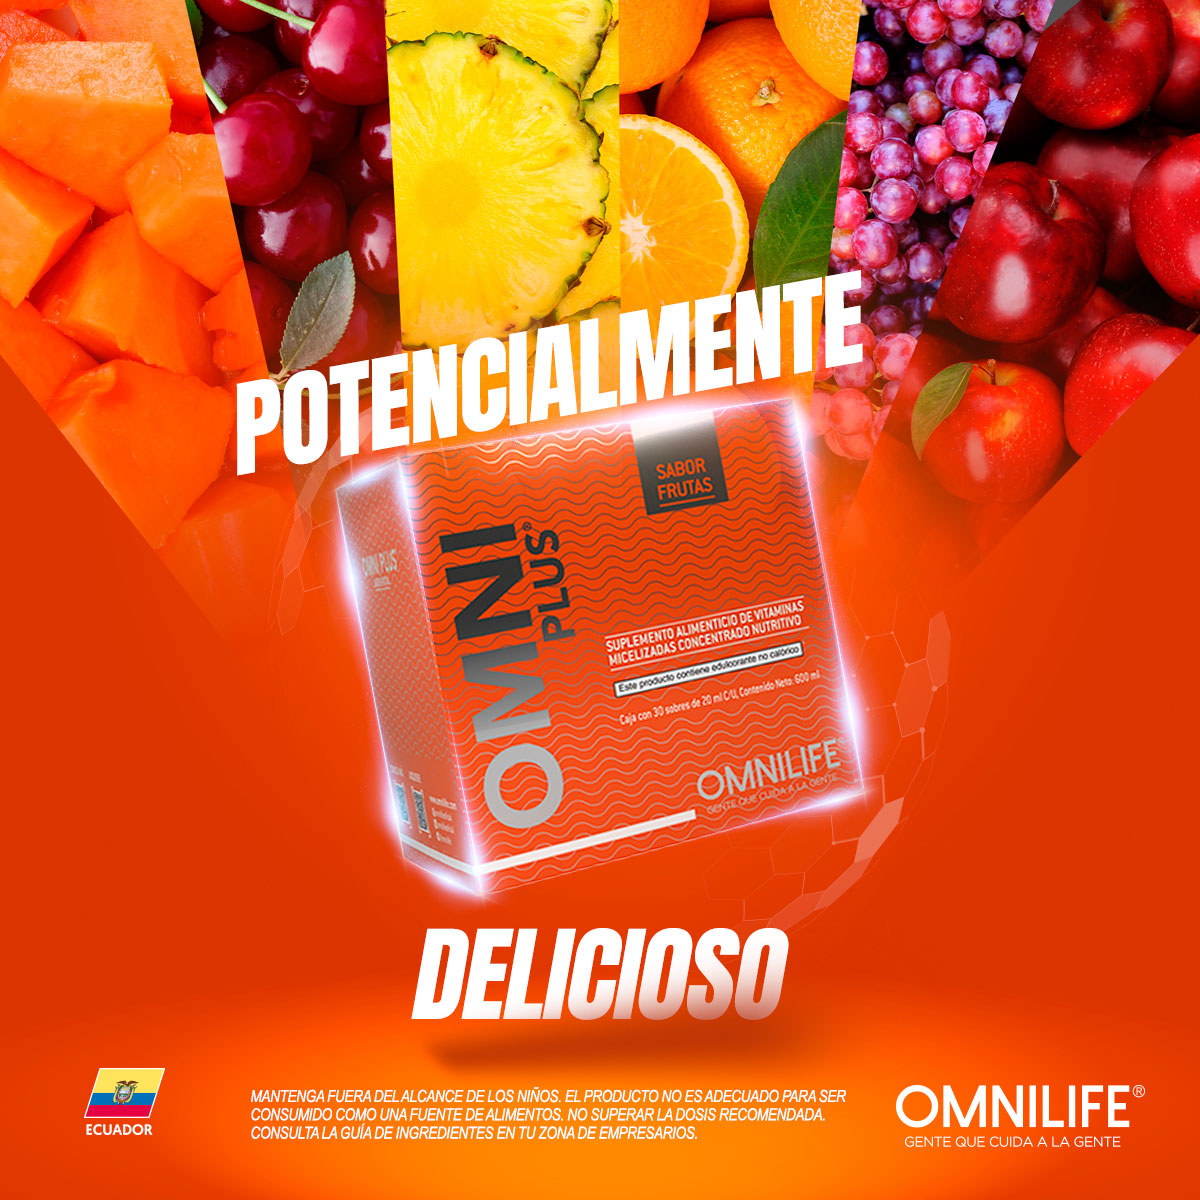 POTENCIALMENTE
SABOR
FRUTAS
OMNI
PLUS®
OMNI PLUS
SUPLEMENTO ALIMENTICIO DE VITAMINAS
MICELIZADAS CONCENTRADO NUTRITIVO
Este producto contiene edulcorante no calórico
Caja con 30 sobres de 20 ml C/U, Contenido Neto: 600 ml
OMNILIFE®
GENTE QUE CUIDA A LA GENTE
DELICIOSO
ECUADOR
MANTENGA FUERA DEL ALCANCE DE LOS NIÑOS. EL PRODUCTO NO ES ADECUADO PARA SER
CONSUMIDO COMO UNA FUENTE DE ALIMENTOS. NO SUPERAR LA DOSIS RECOMENDADA.
CONSULTA LA GUÍA DE INGREDIENTES EN TU ZONA DE EMPRESARIOS.
OMNILIFE®
GENTE QUE CUIDA A LA GENTE